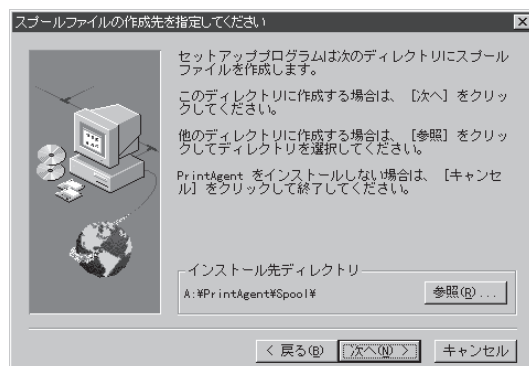 スプールファイルの作成先を指定してください
セットアッププログラムは次のディレクトリにスプール
ファイルを作成します。
このディレクトリに作成する場合は、［次へ］をクリッ
クしてください。
他のディレクトリに作成する場合は、［参照］をクリッ
クしてディレクトリを選択してください。
PrintAgent をインストールしない場合は、［キャンセ
ル］をクリックして終了してください。
インストール先ディレクトリ
A:¥PrintAgent¥Spool¥
参照(R)...
< 戻る(B)
次へ(N) >
キャンセル